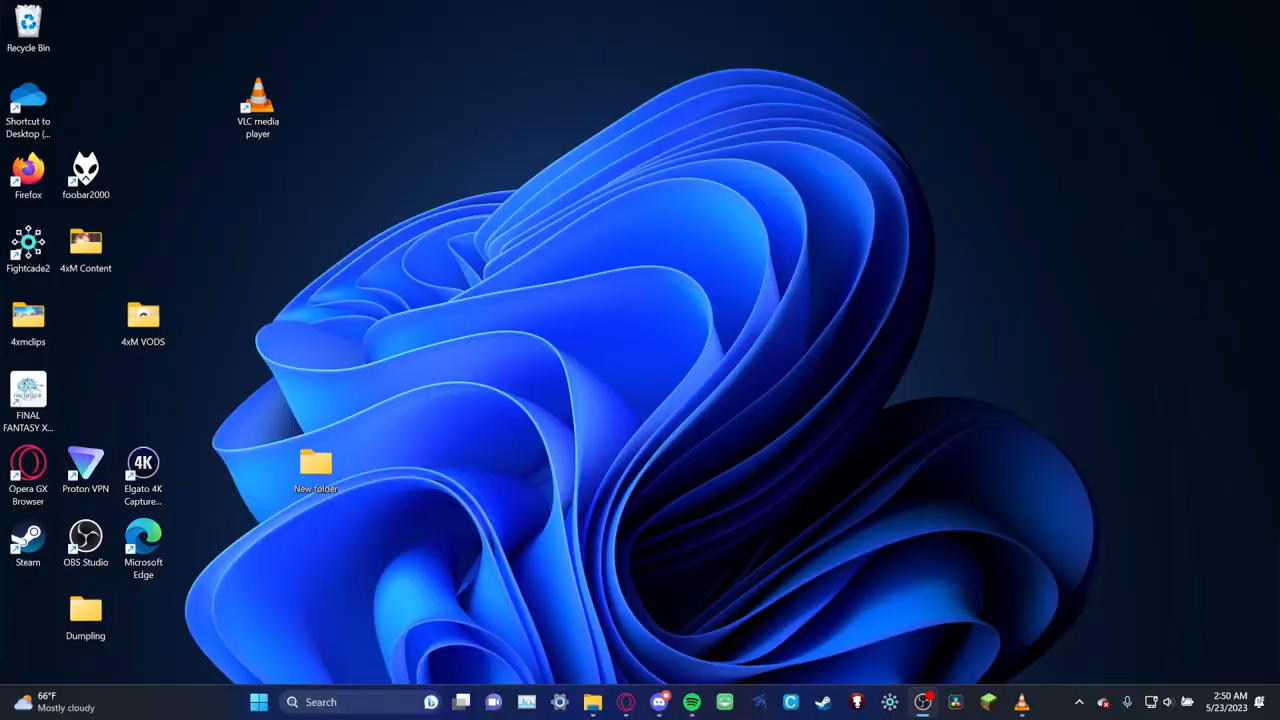 Recycle Bin
Shortcut to
Desktop (...
VLC media
player
Firefox
foobar2000
Fightcade2
4xM Content
4xmclips
4xM VODS
FINAL
FANTASY X...
Opera GX
Browser
Proton VPN
4K
Elgato 4K
Capture...
New folder
Steam
OBS Studio
Microsoft
Edge
Dumpling
66°F
Mostly cloudy
Search
2:50 AM
5/23/2023